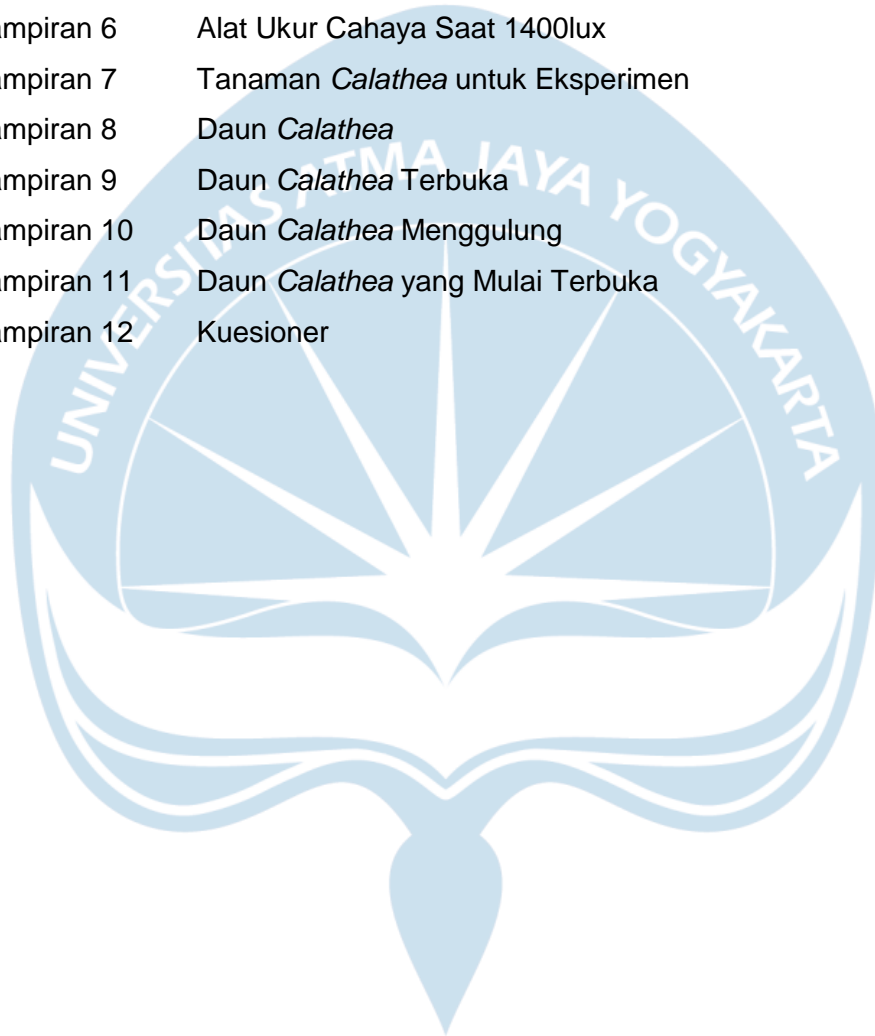 ampiran 6 Alat Ukur Cahaya Saat 1400lux
ampiran 7 Tanaman Calathea untuk Eksperimen
ampiran 8 Daun Calathea
ampiran 9 Daun Calathea Terbuka
ampiran 10 Daun Calathea Menggulung
ampiran 11 Daun Calathea yang Mulai Terbuka
ampiran 12 Kuesioner
UNIVERSITAS ATMA JAYA YOGYAKARTA